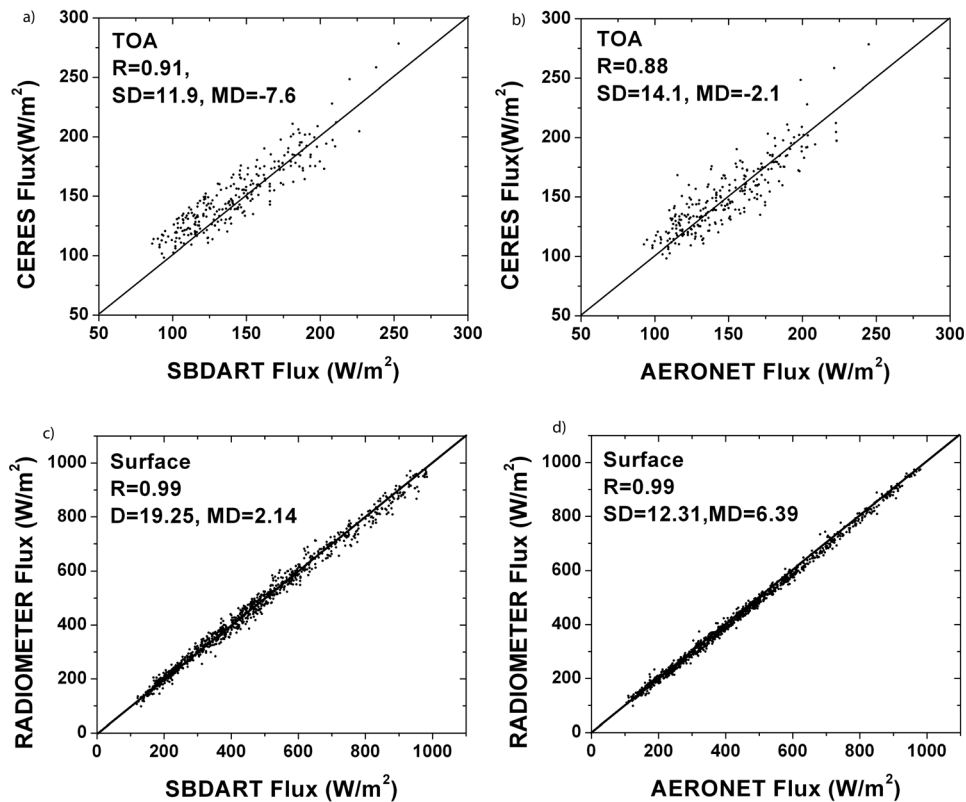 a)
TOA
R=0.91,
SD=11.9, MD=-7.6
CERES Flux(W/m²)
300
250
200
150
100
50
50 100 150 200 250 300
SBDART Flux (W/m²)
b)
TOA
R=0.88
SD=14.1, MD=-2.1
CERES Flux(W/m²)
300
250
200
150
100
50
50 100 150 200 250 300
AERONET Flux (W/m²)
c)
Surface
R=0.99
D=19.25, MD=2.14
RADIOMETER Flux (W/m²)
1000
800
600
400
200
0
0 200 400 600 800 1000
SBDART Flux (W/m²)
d)
Surface
R=0.99
SD=12.31,MD=6.39
RADIOMETER Flux (W/m²)
1000
800
600
400
200
0
0 200 400 600 800 1000
AERONET Flux (W/m²)